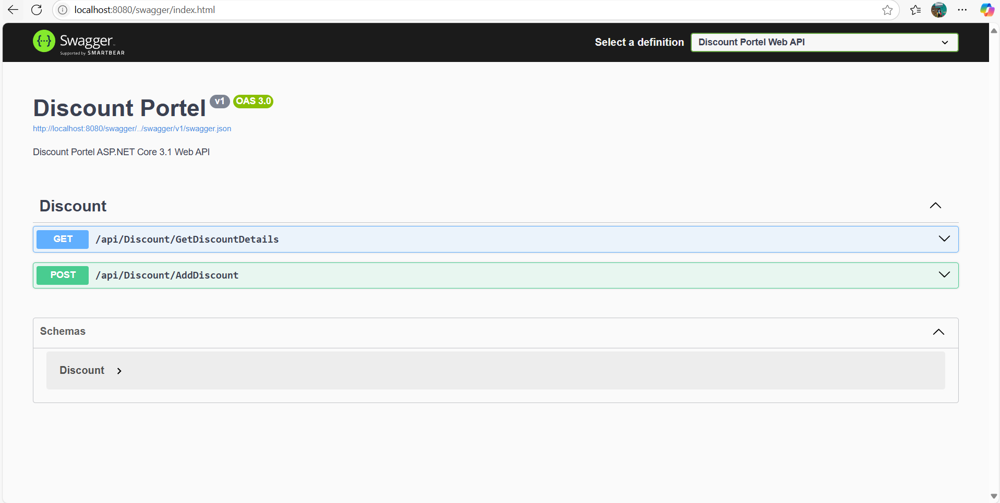 localhost:8080/swagger/index.html
Swagger
Supported by SMARTBEAR
Select a definition
Discount Portel Web API
Discount Portel v1 OAS 3.0
http://localhost:8080/swagger/../swagger/v1/swagger.json
Discount Portel ASP.NET Core 3.1 Web API
Discount
GET /api/Discount/GetDiscountDetails
POST /api/Discount/AddDiscount
Schemas
Discount